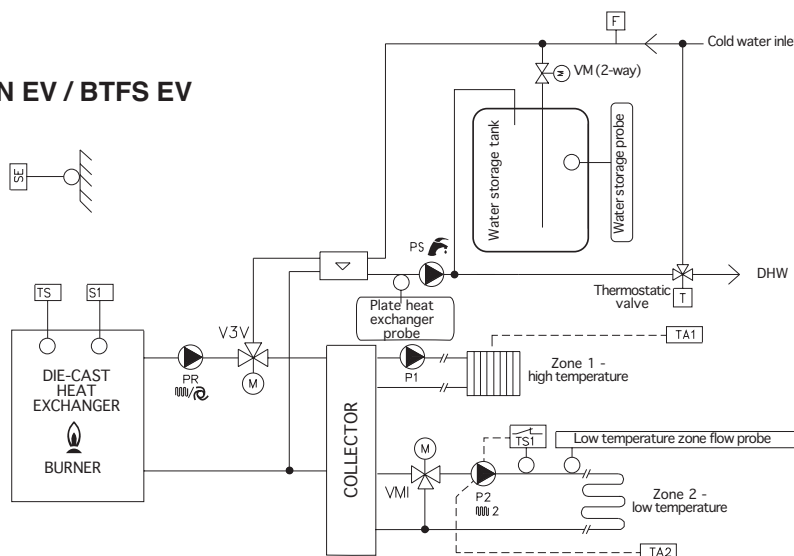 N EV / BTFS EV
F
Cold water inle
VM (2-way)
Water storage tank
Water storage probe
SE
PS
DHW
Thermostatic
valve
T
TS
S1
Plate heat
exchanger
probe
V3V
M
PR
P1
TA1
Zone 1 -
high temperature
DIE-CAST
HEAT
EXCHANGER
BURNER
COLLECTOR
M
VMI
P2
2
TS1
Low temperature zone flow probe
Zone 2 -
low temperature
TA2